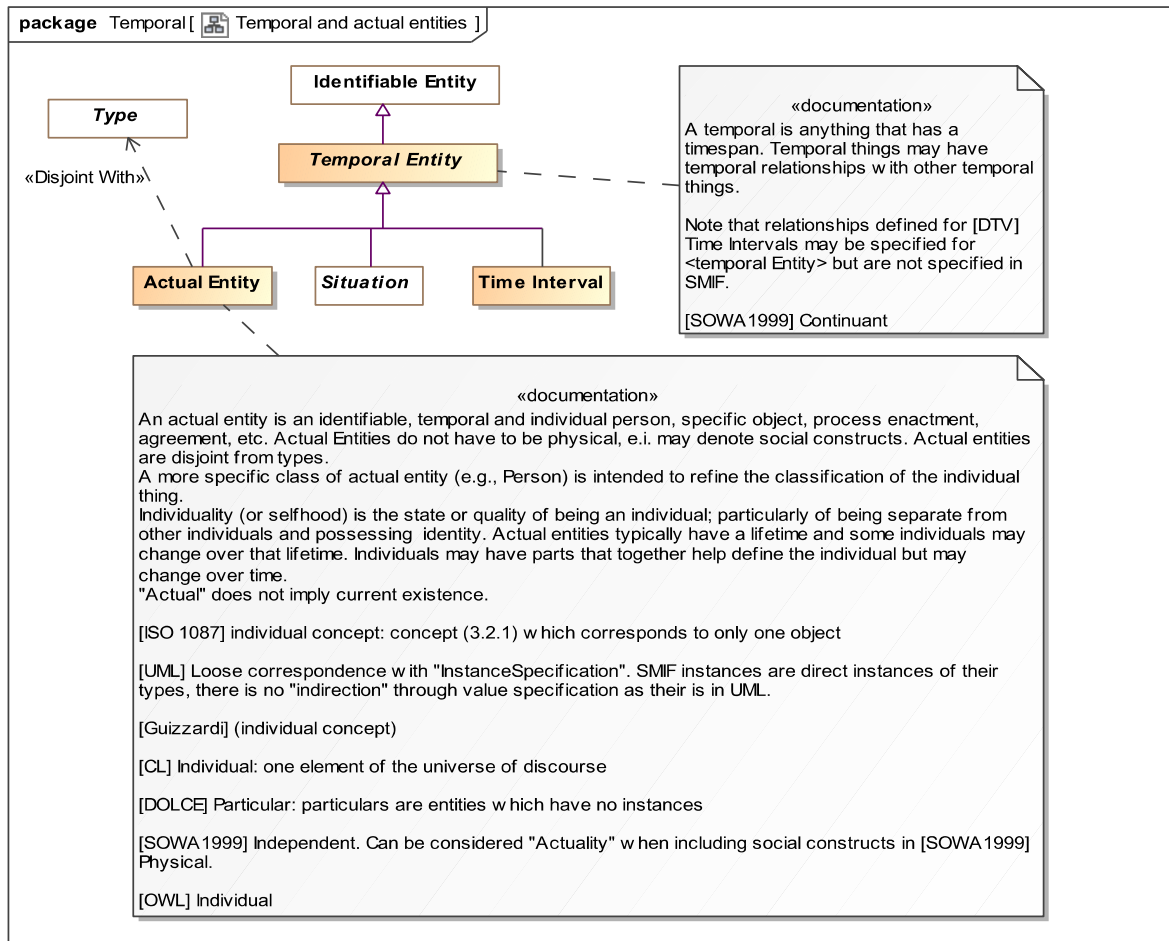 package Temporal [ Temporal and actual entities ]
Identifiable Entity
Type
«documentation»
A temporal is anything that has a
timespan. Temporal things may have
temporal relationships with other temporal
things.
Note that relationships defined for [DTV]
Time Intervals may be specified for
<temporal Entity> but are not specified in
SMIF.
[SOWA1999] Continuant
Temporal Entity
«Disjoint With»
Actual Entity
Situation
Time Interval
«documentation»
An actual entity is an identifiable, temporal and individual person, specific object, process enactment,
agreement, etc. Actual Entities do not have to be physical, e.i. may denote social constructs. Actual entities
are disjoint from types.
A more specific class of actual entity (e.g., Person) is intended to refine the classification of the individual
thing.
Individuality (or selfhood) is the state or quality of being an individual; particularly of being separate from
other individuals and possessing identity. Actual entities typically have a lifetime and some individuals may
change over that lifetime. Individuals may have parts that together help define the individual but may
change over time.
"Actual" does not imply current existence.
[ISO 1087] individual concept: concept (3.2.1) which corresponds to only one object
[UML] Loose correspondence with "InstanceSpecification". SMIF instances are direct instances of their
types, there is no "indirection" through value specification as their is in UML.
[Guizzardi] (individual concept)
[CL] Individual: one element of the universe of discourse
[DOLCE] Particular: particulars are entities which have no instances
[SOWA1999] Independent. Can be considered "Actuality" when including social constructs in [SOWA1999]
Physical.
[OWL] Individual